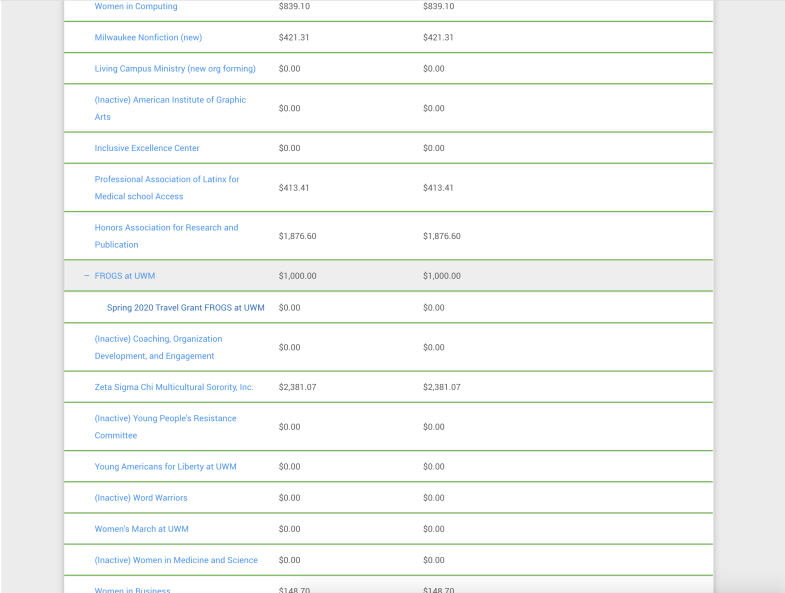 Women in Computing $839.10 $839.10
Milwaukee Nonfiction (new) $421.31 $421.31
Living Campus Ministry (new org forming) $0.00 $0.00
(Inactive) American Institute of Graphic
Arts $0.00 $0.00
Inclusive Excellence Center $0.00 $0.00
Professional Association of Latinx for
Medical school Access $413.41 $413.41
Honors Association for Research and
Publication $1,876.60 $1,876.60
– FROGS at UWM $1,000.00 $1,000.00
Spring 2020 Travel Grant FROGS at UWM $0.00 $0.00
(Inactive) Coaching, Organization
Development, and Engagement $0.00 $0.00
Zeta Sigma Chi Multicultural Sorority, Inc. $2,381.07 $2,381.07
(Inactive) Young People's Resistance
Committee $0.00 $0.00
Young Americans for Liberty at UWM $0.00 $0.00
(Inactive) Word Warriors $0.00 $0.00
Women's March at UWM $0.00 $0.00
(Inactive) Women in Medicine and Science $0.00 $0.00
Women in Business $148.70 $148.70